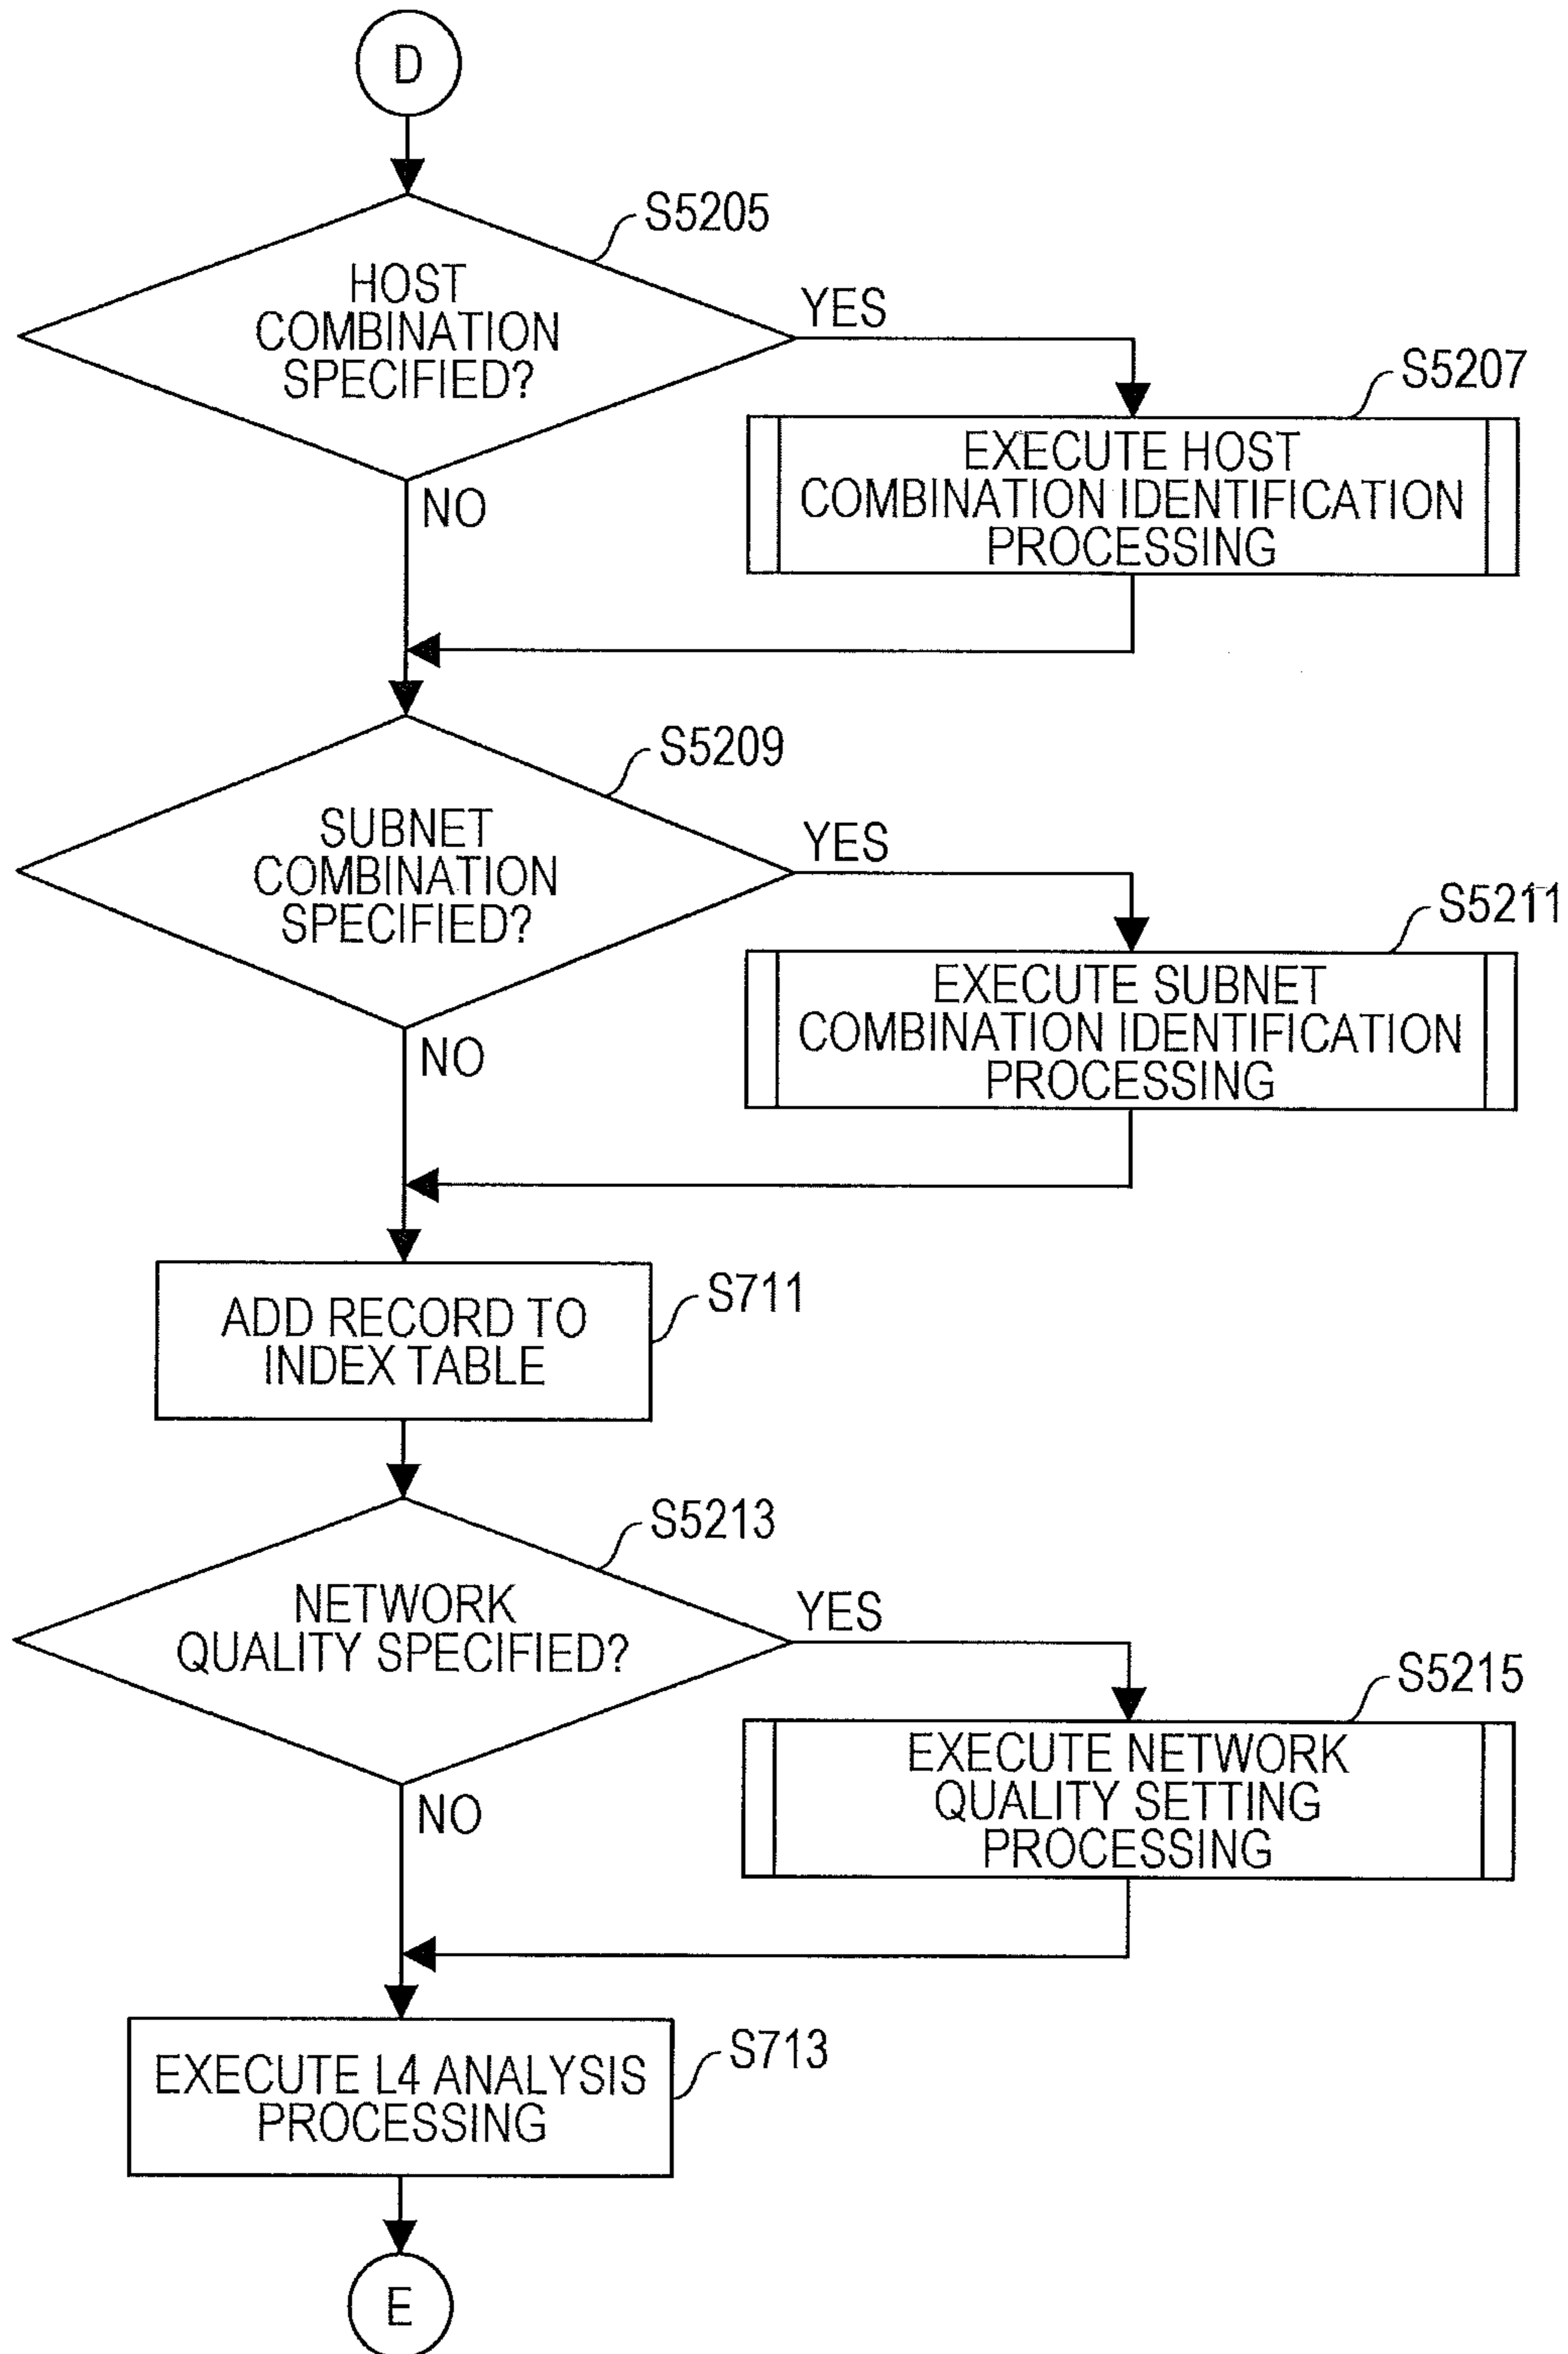 D
S5205
HOST
COMBINATION
SPECIFIED?
YES
S5207
EXECUTE HOST
COMBINATION IDENTIFICATION
PROCESSING
NO
S5209
SUBNET
COMBINATION
SPECIFIED?
YES
S5211
EXECUTE SUBNET
COMBINATION IDENTIFICATION
PROCESSING
NO
S711
ADD RECORD TO
INDEX TABLE
S5213
NETWORK
QUALITY SPECIFIED?
YES
S5215
EXECUTE NETWORK
QUALITY SETTING
PROCESSING
NO
S713
EXECUTE L4 ANALYSIS
PROCESSING
E